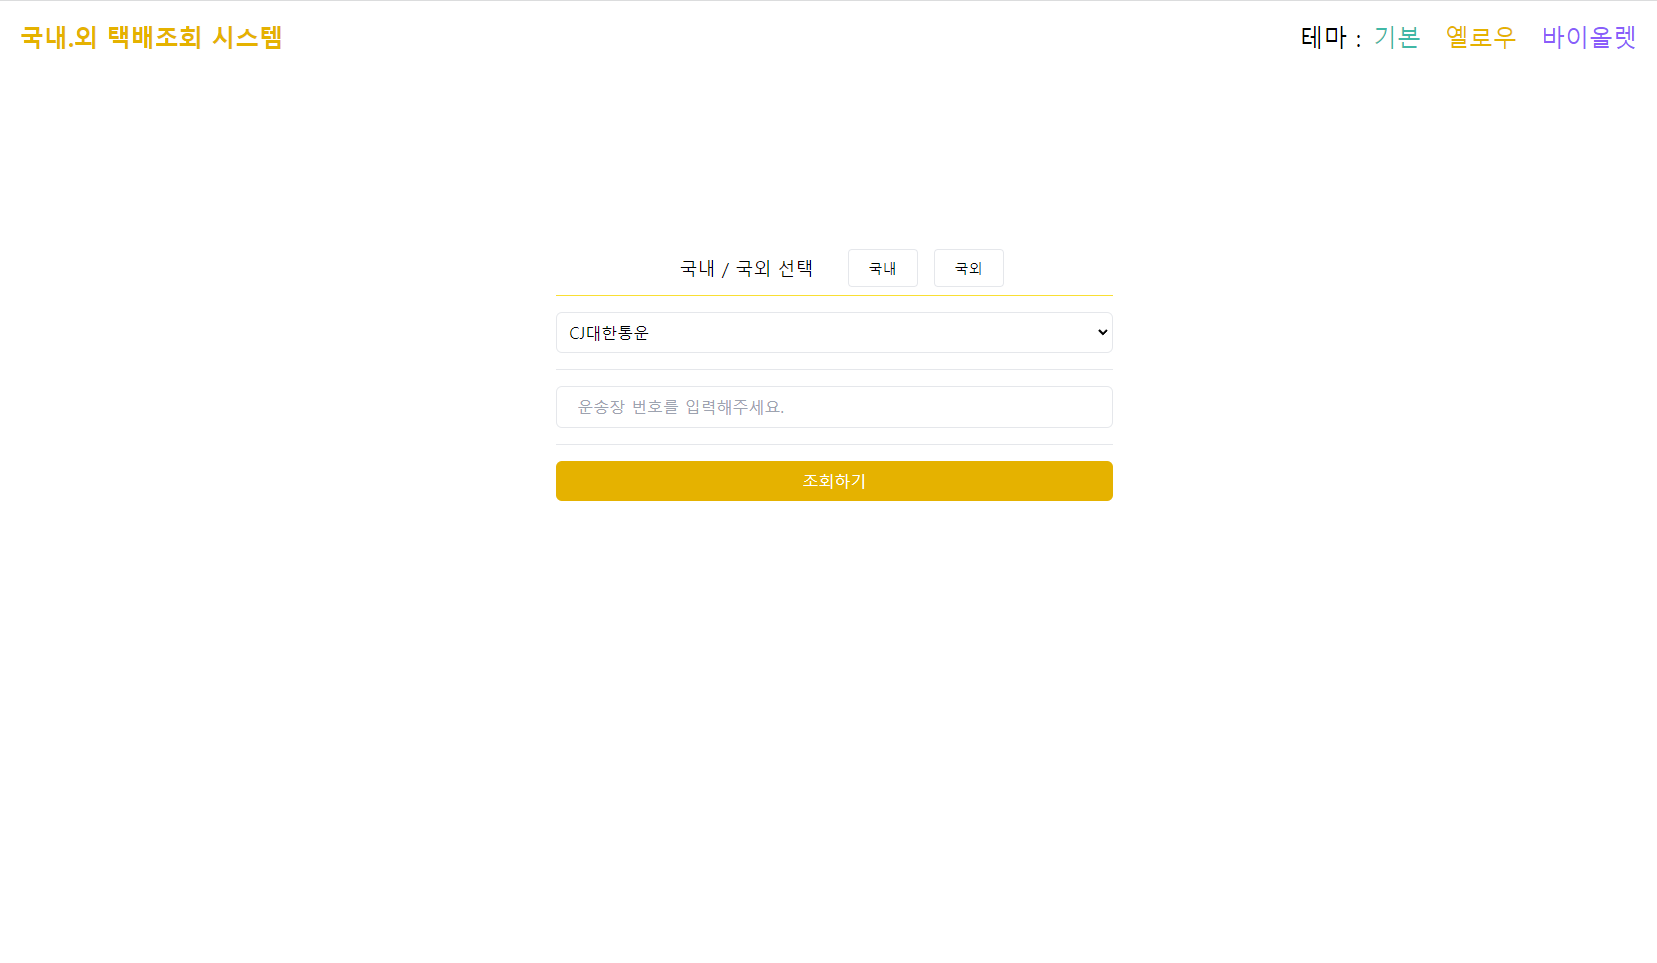 국내.외 택배조회 시스템
테마 : 기본 옐로우 바이올렛
국내 / 국외 선택 국내 국외
CJ대한통운
운송장 번호를 입력해주세요.
조회하기